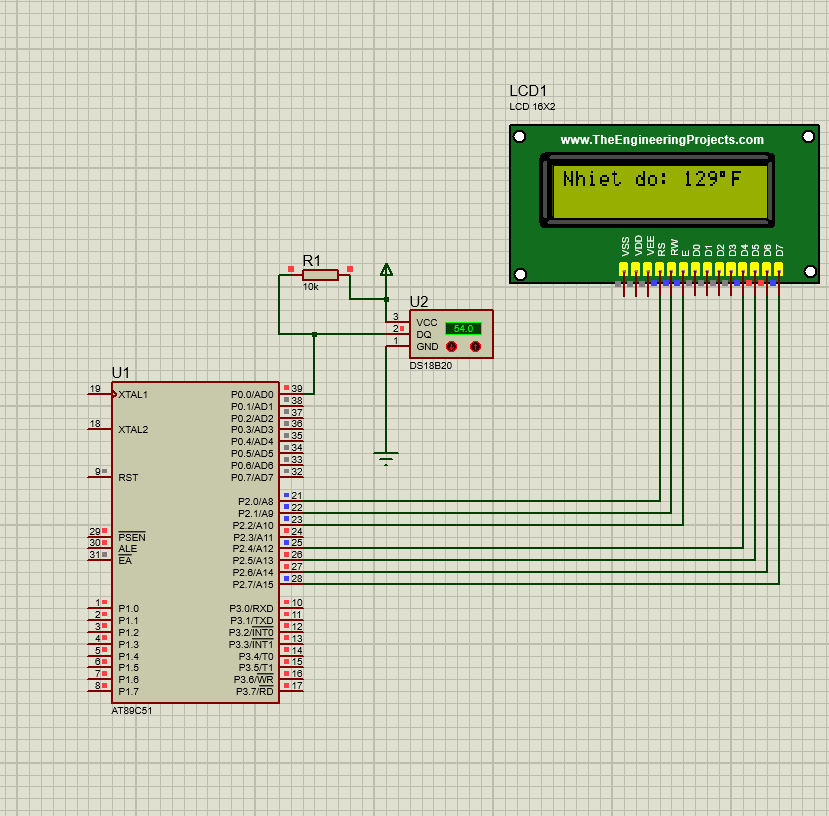 LCD1
LCD 16X2
www.TheEngineeringProjects.com
Nhiet do: 129°F
VSS
VDD
VEE
RS
RW
E
D0
D1
D2
D3
D4
D5
D6
D7
R1
10k
U2
3 VCC
2 DQ
1 GND
54.0
DS18B20
U1
19 XTAL1 P0.0/AD0 39
P0.1/AD1 38
P0.2/AD2 37
18 XTAL2 P0.3/AD3 36
P0.4/AD4 35
P0.5/AD5 34
P0.6/AD6 33
9 RST P0.7/AD7 32
P2.0/A8 21
P2.1/A9 22
P2.2/A10 23
29 PSEN P2.3/A11 24
30 ALE P2.4/A12 25
31 EA P2.5/A13 26
P2.6/A14 27
P2.7/A15 28
1 P1.0 P3.0/RXD 10
2 P1.1 P3.1/TXD 11
3 P1.2 P3.2/INT0 12
4 P1.3 P3.3/INT1 13
5 P1.4 P3.4/T0 14
6 P1.5 P3.5/T1 15
7 P1.6 P3.6/WR 16
8 P1.7 P3.7/RD 17
AT89C51